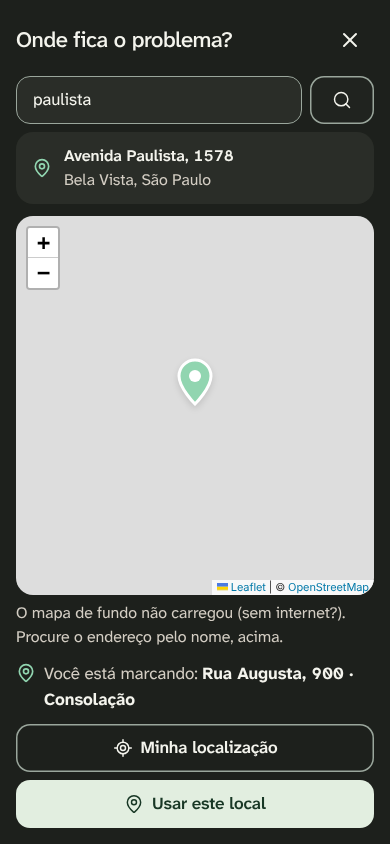 Onde fica o problema?
paulista
Avenida Paulista, 1578
Bela Vista, São Paulo
+
−
Leaflet | © OpenStreetMap
O mapa de fundo não carregou (sem internet?).
Procure o endereço pelo nome, acima.
Você está marcando: Rua Augusta, 900 ·
Consolação
Minha localização
Usar este local